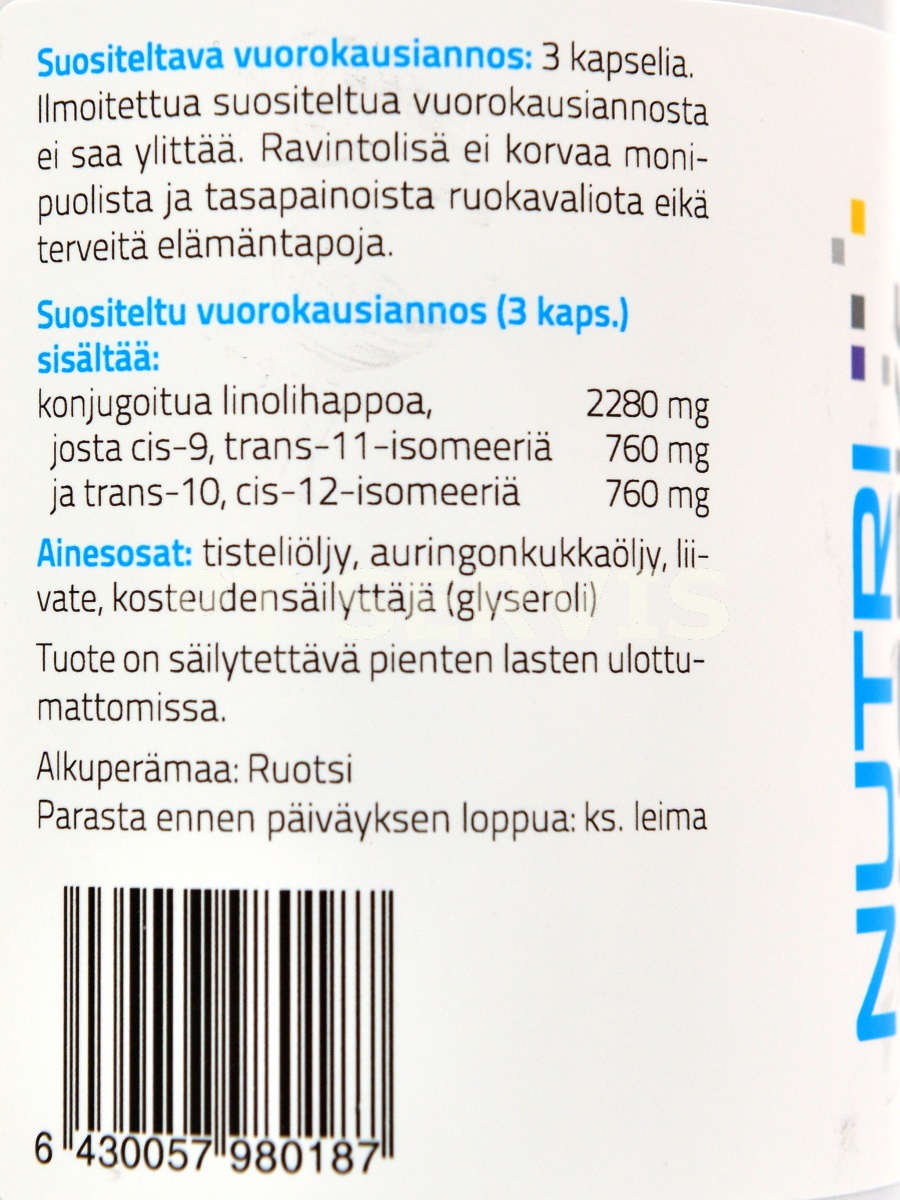 Suositeltava vuorokausiannos: 3 kapselia.
Ilmoitettua suositeltua vuorokausiannosta
ei saa ylittää. Ravintolisä ei korvaa moni-
puolista ja tasapainoista ruokavaliota eikä
terveitä elämäntapoja.
Suositeltu vuorokausiannos (3 kaps.)
sisältää:
konjugoitua linolihappoa, 2280 mg
josta cis-9, trans-11-isomeeriä 760 mg
ja trans-10, cis-12-isomeeriä 760 mg
Ainesosat: tisteliöljy, auringonkukkaöljy, lii-
vate, kosteudensäilyttäjä (glyseroli)
Tuote on säilytettävä pienten lasten ulottu-
mattomissa.
Alkuperämaa: Ruotsi
Parasta ennen päiväyksen loppua: ks. leima
6 430057 980187
NUTRI
SERVIS